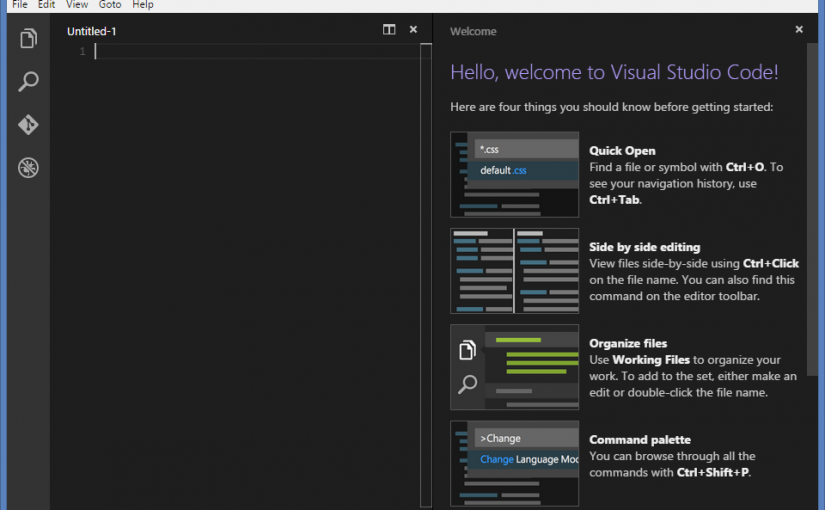 File Edit View Goto Help
Untitled-1
1
Welcome
Hello, welcome to Visual Studio Code!
Here are four things you should know before getting started:
*.css
default.css
Quick Open
Find a file or symbol with Ctrl+O. To
see your navigation history, use
Ctrl+Tab.
Side by side editing
View files side-by-side using Ctrl+Click
on the file name. You can also find this
command on the editor toolbar.
Organize files
Use Working Files to organize your
work. To add to the set, either make an
edit or double-click the file name.
>Change
Change Language Mod
Command palette
You can browse through all the
commands with Ctrl+Shift+P.